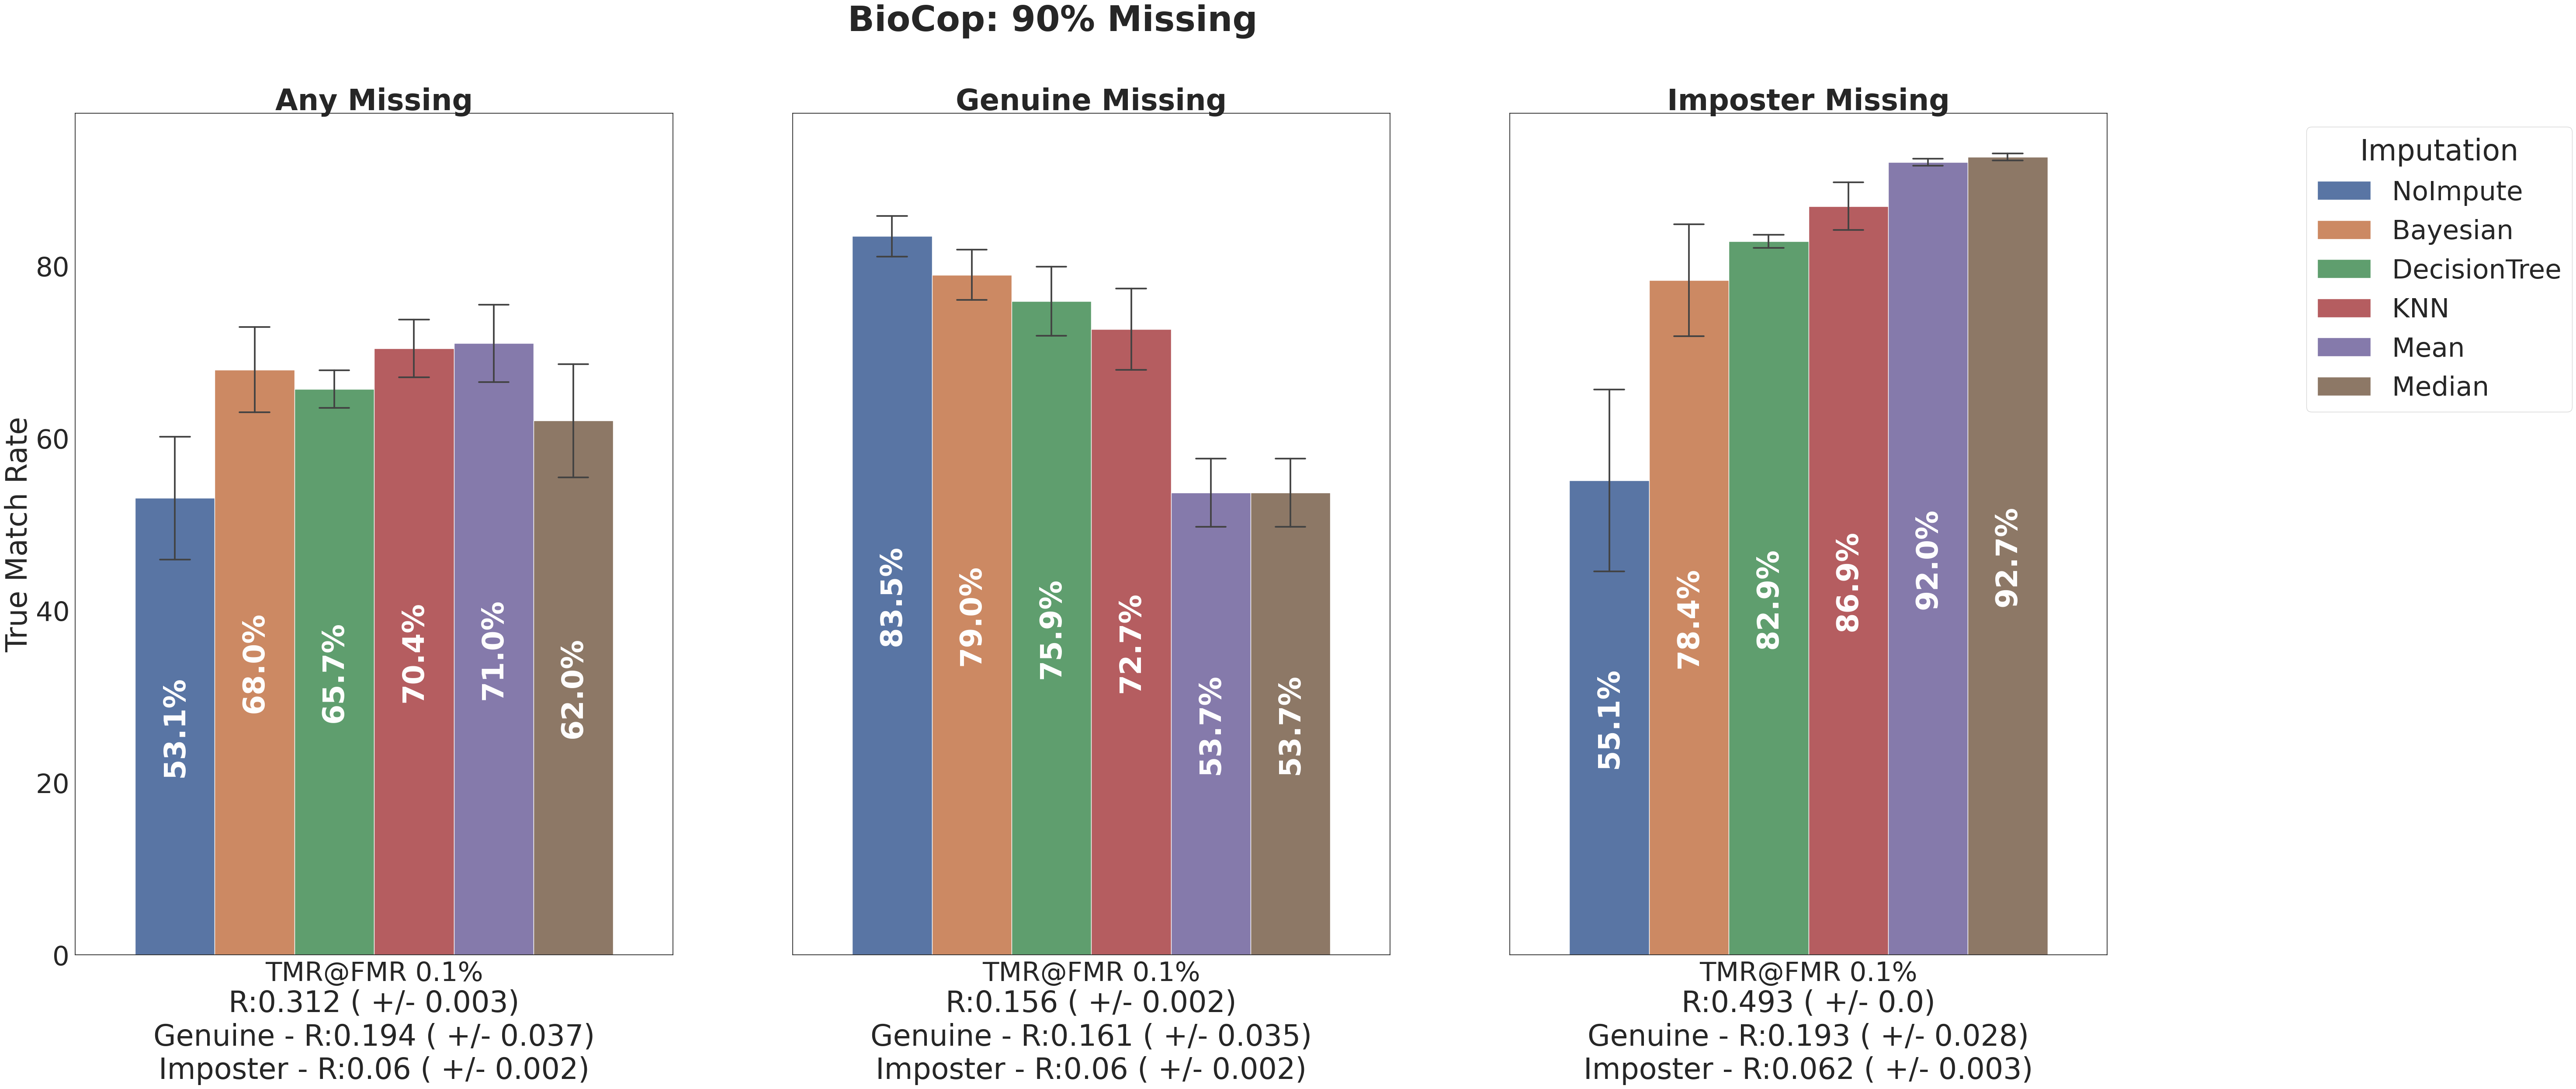 BioCop: 90% Missing
Any Missing
Genuine Missing
Imposter Missing
True Match Rate
80
60
40
20
0
53.1%
68.0%
65.7%
70.4%
71.0%
62.0%
83.5%
79.0%
75.9%
72.7%
53.7%
53.7%
55.1%
78.4%
82.9%
86.9%
92.0%
92.7%
TMR@FMR 0.1%
R:0.312 ( +/- 0.003)
Genuine - R:0.194 ( +/- 0.037)
Imposter - R:0.06 ( +/- 0.002)
TMR@FMR 0.1%
R:0.156 ( +/- 0.002)
Genuine - R:0.161 ( +/- 0.035)
Imposter - R:0.06 ( +/- 0.002)
TMR@FMR 0.1%
R:0.493 ( +/- 0.0)
Genuine - R:0.193 ( +/- 0.028)
Imposter - R:0.062 ( +/- 0.003)
Imputation
NoImpute
Bayesian
DecisionTree
KNN
Mean
Median